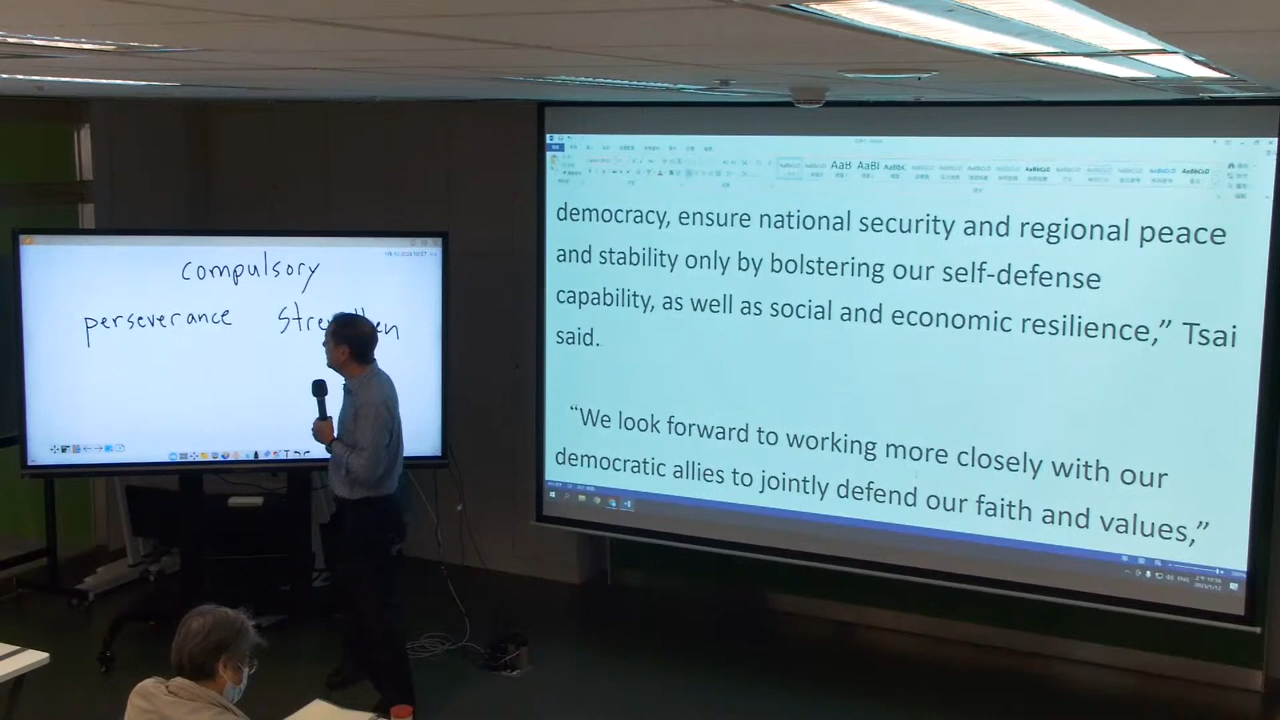 compulsory
perseverance
democracy, ensure national security and regional peace
and stability only by bolstering our self-defense
capability, as well as social and economic resilience,” Tsai
said.
“We look forward to working more closely with our
democratic allies to jointly defend our faith and values,”